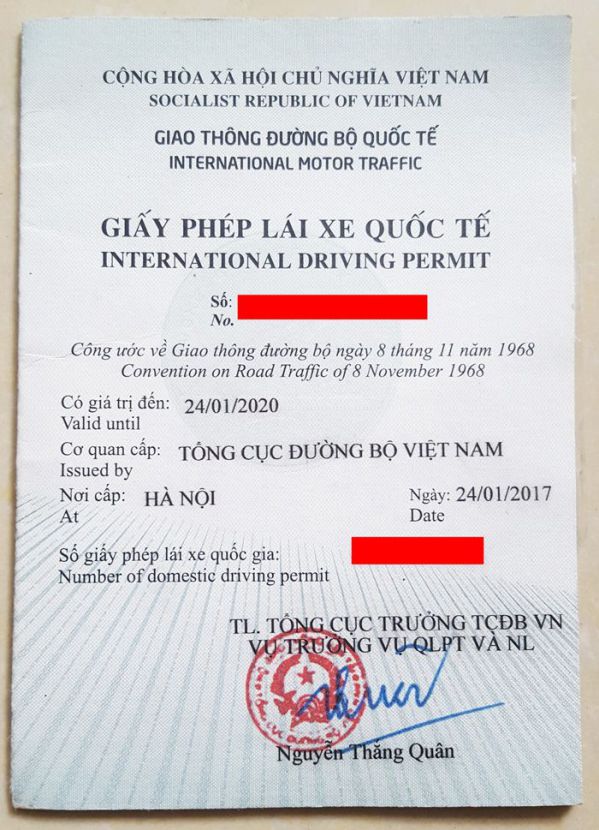 CỘNG HÒA XÃ HỘI CHỦ NGHĨA VIỆT NAM
SOCIALIST REPUBLIC OF VIETNAM
GIAO THÔNG ĐƯỜNG BỘ QUỐC TẾ
INTERNATIONAL MOTOR TRAFFIC
GIẤY PHÉP LÁI XE QUỐC TẾ
INTERNATIONAL DRIVING PERMIT
Số:
No.
Công ước về Giao thông đường bộ ngày 8 tháng 11 năm 1968
Convention on Road Traffic of 8 November 1968
Có giá trị đến: 24/01/2020
Valid until
Cơ quan cấp: TỔNG CỤC ĐƯỜNG BỘ VIỆT NAM
Issued by
Nơi cấp: HÀ NỘI Ngày: 24/01/2017
At Date
Số giấy phép lái xe quốc gia:
Number of domestic driving permit
TL. TỔNG CỤC TRƯỞNG TCĐB VN
VỤ TRƯỞNG VỤ QLPT VÀ NL
Nguyễn Thắng Quân